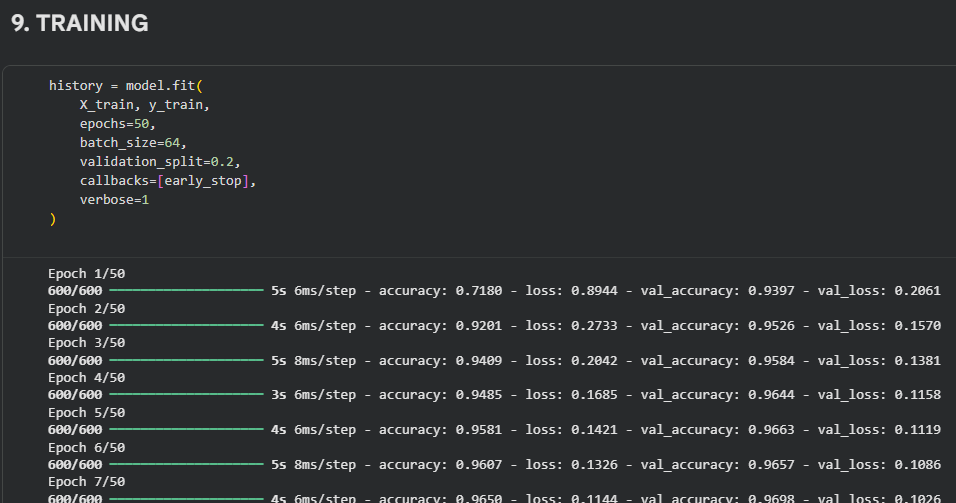 9. TRAINING
history = model.fit(
X_train, y_train,
epochs=50,
batch_size=64,
validation_split=0.2,
callbacks=[early_stop],
verbose=1
)
Epoch 1/50
600/600 5s 6ms/step - accuracy: 0.7180 - loss: 0.8944 - val_accuracy: 0.9397 - val_loss: 0.2061
Epoch 2/50
600/600 4s 6ms/step - accuracy: 0.9201 - loss: 0.2733 - val_accuracy: 0.9526 - val_loss: 0.1570
Epoch 3/50
600/600 5s 8ms/step - accuracy: 0.9409 - loss: 0.2042 - val_accuracy: 0.9584 - val_loss: 0.1381
Epoch 4/50
600/600 3s 6ms/step - accuracy: 0.9485 - loss: 0.1685 - val_accuracy: 0.9644 - val_loss: 0.1158
Epoch 5/50
600/600 4s 6ms/step - accuracy: 0.9581 - loss: 0.1421 - val_accuracy: 0.9663 - val_loss: 0.1119
Epoch 6/50
600/600 5s 8ms/step - accuracy: 0.9607 - loss: 0.1326 - val_accuracy: 0.9657 - val_loss: 0.1086
Epoch 7/50
600/600 4s 6ms/step - accuracy: 0.9650 - loss: 0.1144 - val_accuracy: 0.9698 - val_loss: 0.1026